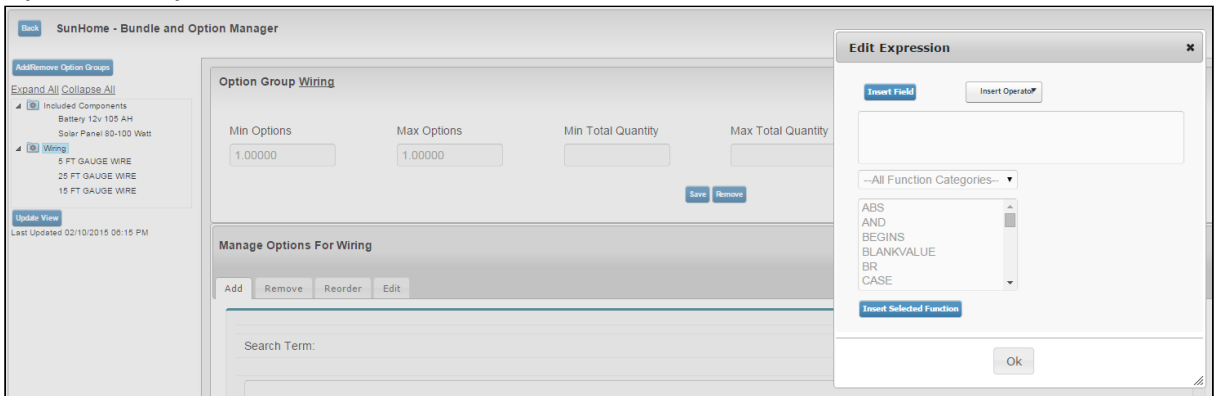 Back SunHome - Bundle and Option Manager
Add/Remove Option Groups
Expand All Collapse All
Included Components
Battery 12v 105 AH
Solar Panel 80-100 Watt
Wiring
5 FT GAUGE WIRE
25 FT GAUGE WIRE
15 FT GAUGE WIRE
Update View
Last Updated 02/10/2015 06:15 PM
Option Group Wiring
Min Options Max Options Min Total Quantity Max Total Quantity
1.00000 1.00000
Save Remove
Manage Options For Wiring
Add Remove Reorder Edit
Search Term:
Edit Expression
Insert Field Insert Operator
--All Function Categories--
ABS
AND
BEGINS
BLANKVALUE
BR
CASE
Insert Selected Function
Ok